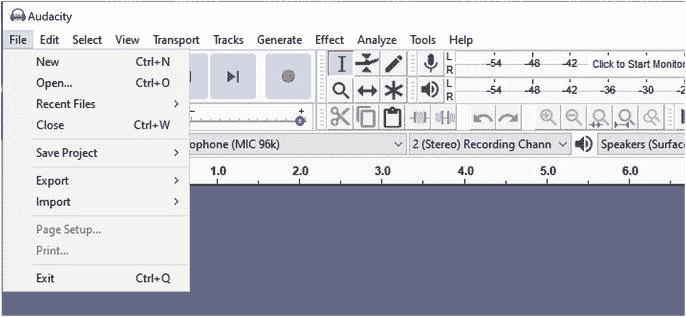 Audacity
File Edit Select View Transport Tracks Generate Effect Analyze Tools Help
New Ctrl+N
Open... Ctrl+O
Recent Files
Close Ctrl+W
Save Project
Export
Import
Page Setup...
Print...
Exit Ctrl+Q
L
R
-54 -48 -42 Click to Start Monitor
L
R
-54 -48 -42 -36 -30 -2
- +
ophone (MIC 96k) 2 (Stereo) Recording Chann Speakers (Surfac
1.0 2.0 3.0 4.0 5.0 6.0